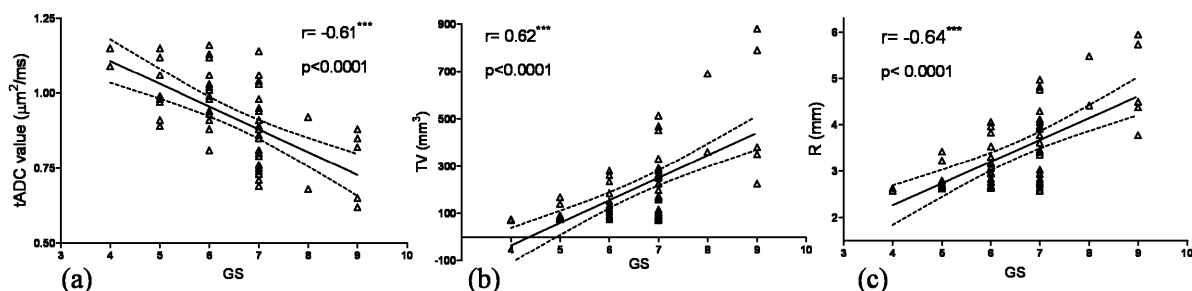 1.25
1.00
0.75
0.50
tADC value (μm²/ms)
r= -0.61***
p<0.0001
3 4 5 6 7 8 9 10
GS
(a)
900
700
500
300
100
-100
TV (mm³)
r= 0.62***
p<0.0001
4 5 6 7 8 9 10
GS
(b)
6
5
4
3
2
R (mm)
r= -0.64***
p< 0.0001
3 4 5 6 7 8 9 10
GS
(c)